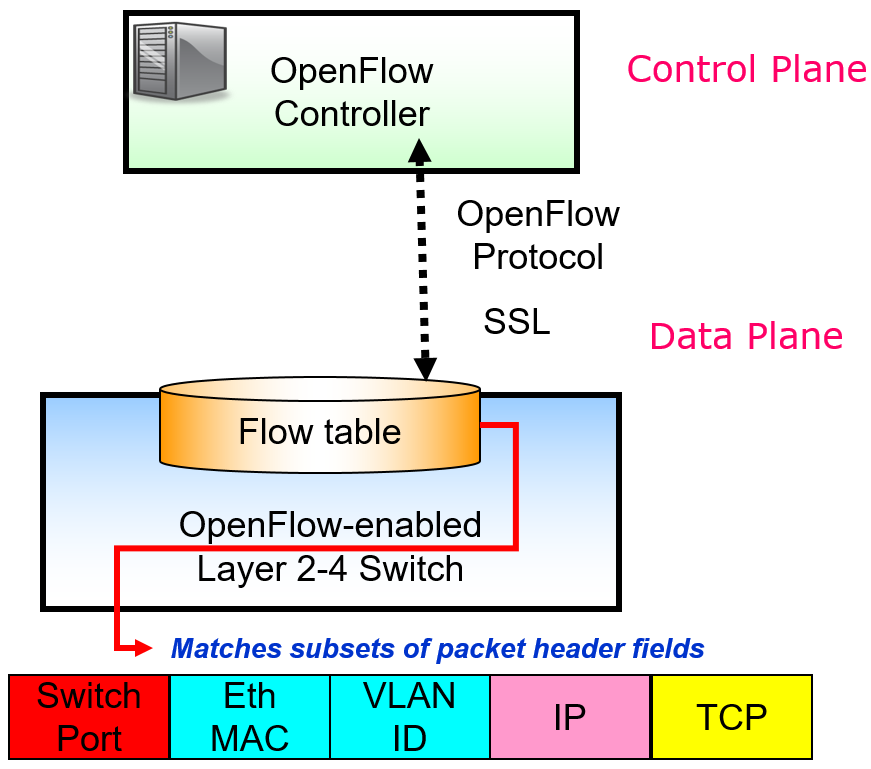 OpenFlow
Controller
Control Plane
OpenFlow
Protocol
SSL
Data Plane
Flow table
OpenFlow-enabled
Layer 2-4 Switch
Matches subsets of packet header fields
Switch
Port
Eth
MAC
VLAN
ID
IP
TCP